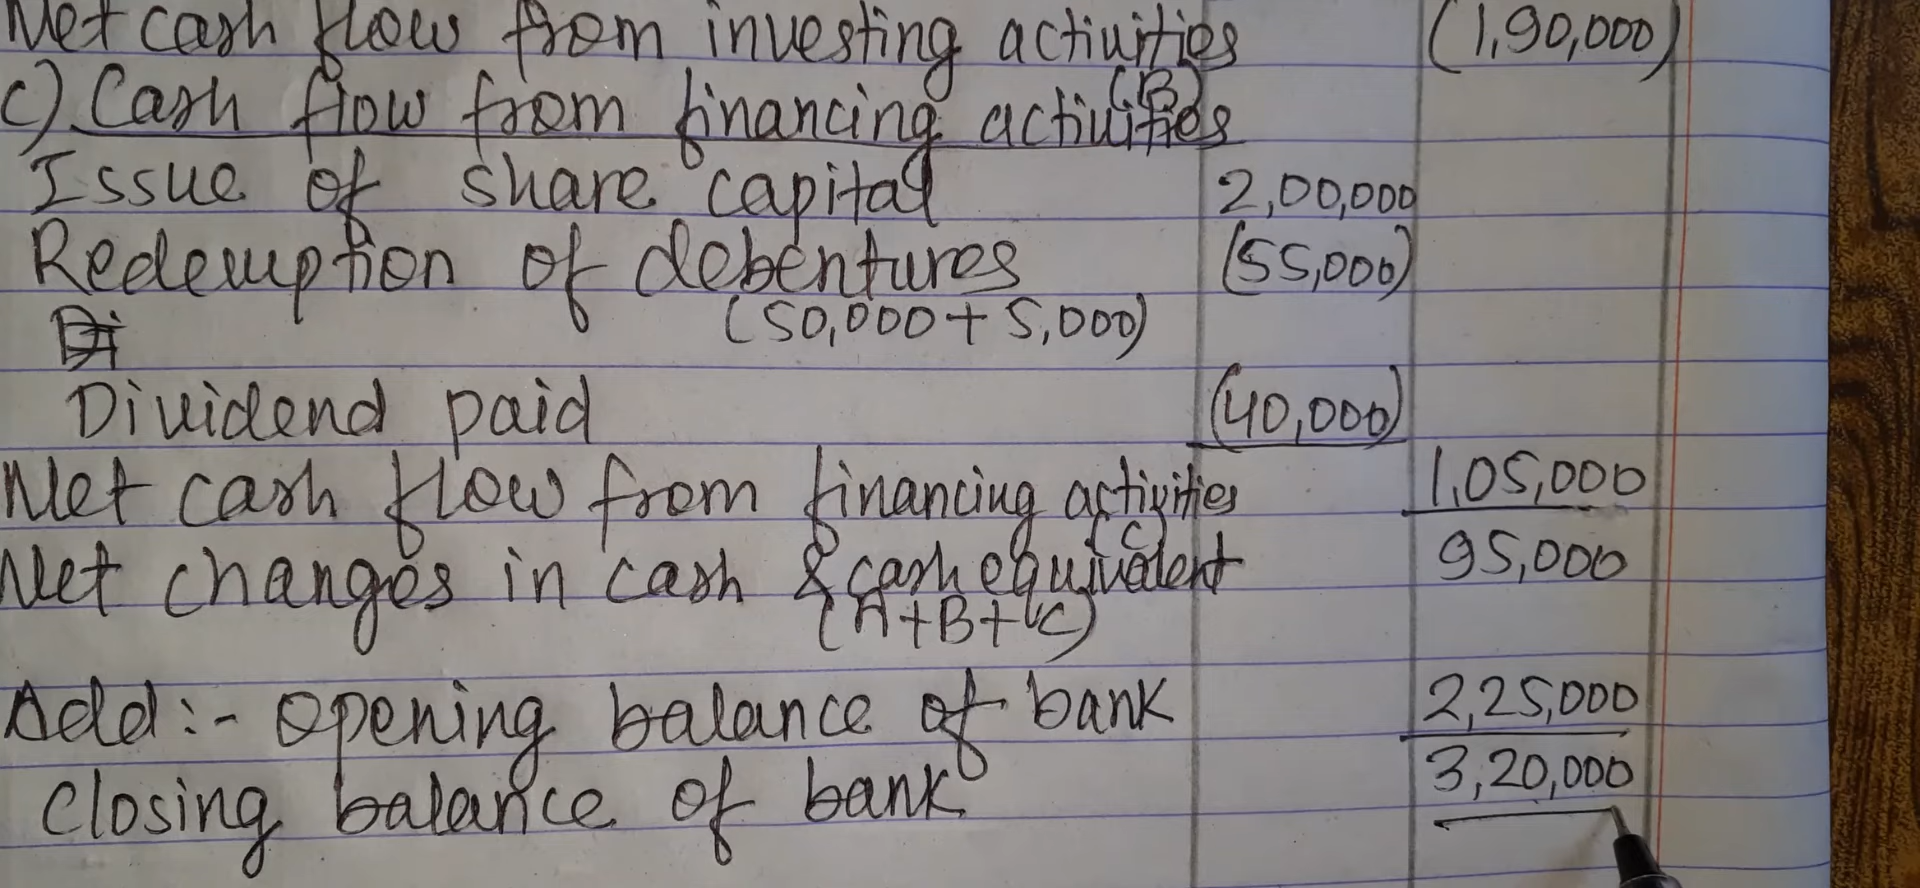 Net cash flow from investing activities (1,90,000)
(B)
C) Cash flow from financing activities
Issue of share capital 2,00,000
Redemption of debentures (55,000)
(50,000 + 5,000)
Dividend paid (40,000)
Net cash flow from financing activities 1,05,000
(C)
Net changes in cash & cash equivalent 95,000
(A+B+C)
Add:- Opening balance of bank 2,25,000
Closing balance of bank 3,20,000